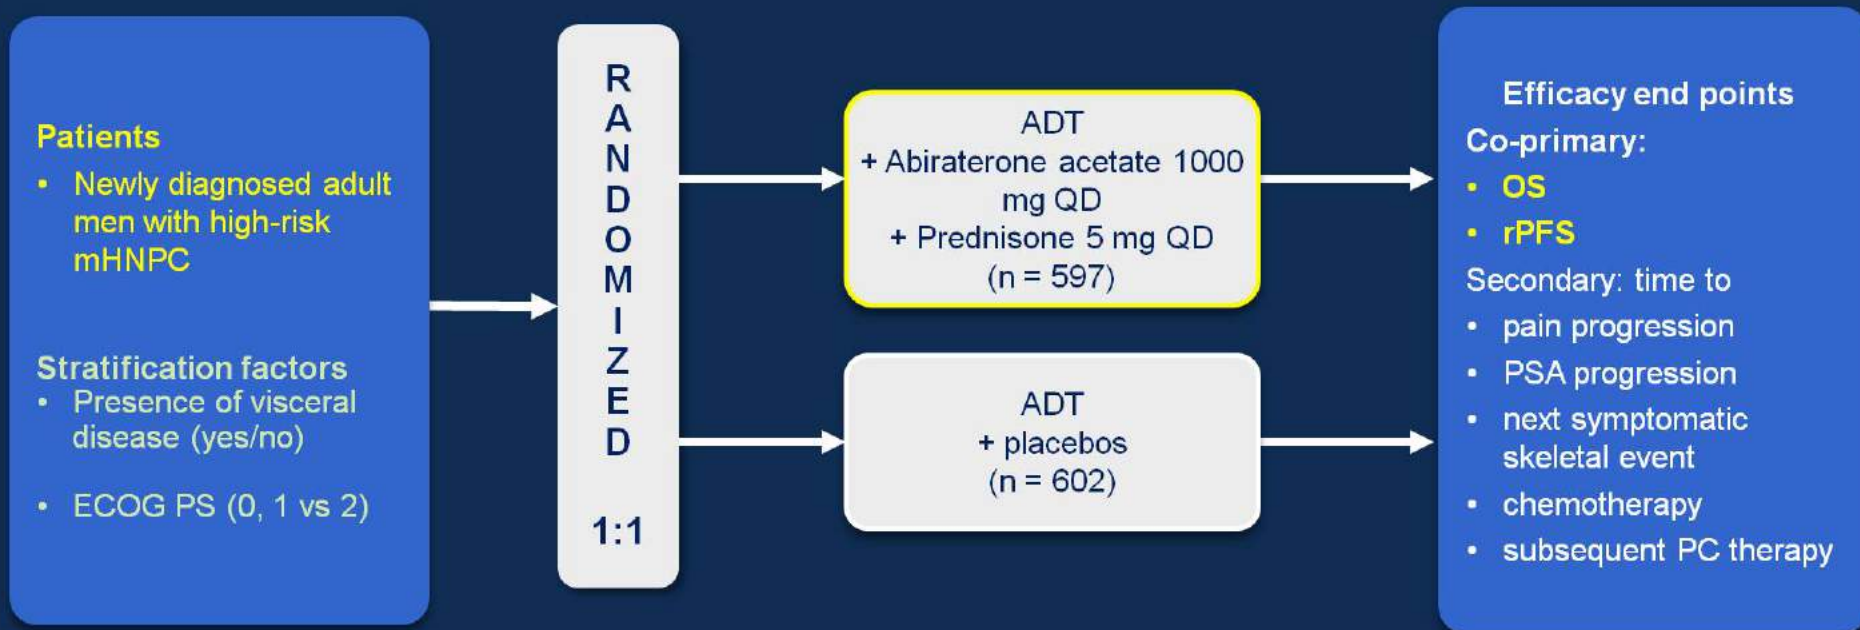 Patients
• Newly diagnosed adult
men with high-risk
mHNPC
Stratification factors
• Presence of visceral
disease (yes/no)
• ECOG PS (0, 1 vs 2)
R
A
N
D
O
M
I
Z
E
D
1:1
ADT
+ Abiraterone acetate 1000
mg QD
+ Prednisone 5 mg QD
(n = 597)
ADT
+ placebos
(n = 602)
Efficacy end points
Co-primary:
• OS
• rPFS
Secondary: time to
• pain progression
• PSA progression
• next symptomatic
skeletal event
• chemotherapy
• subsequent PC therapy